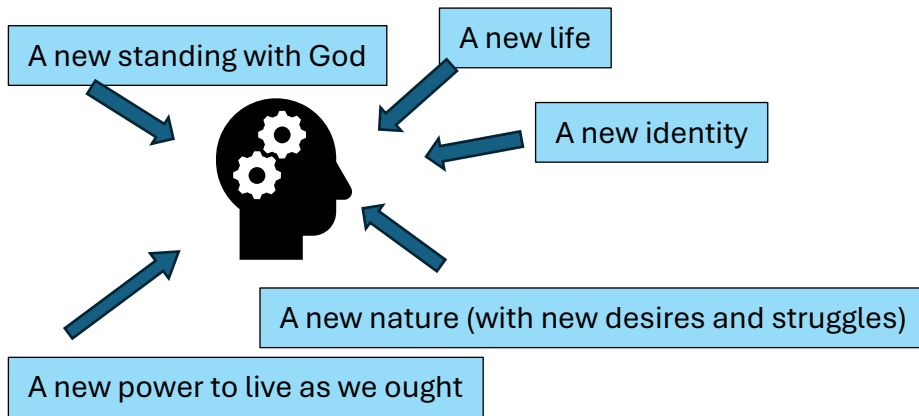 A new standing with God
A new life
A new identity
A new nature (with new desires and struggles)
A new power to live as we ought